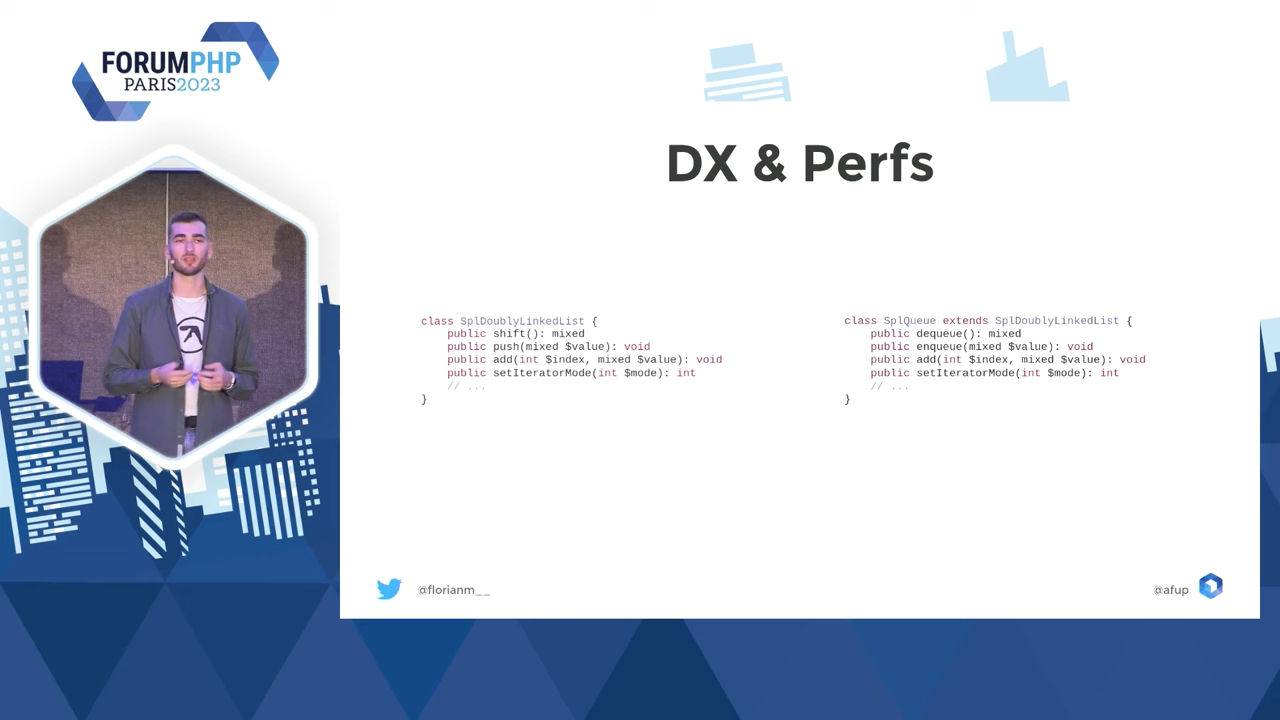 FORUMPHP
PARIS2023
DX & Perfs
class SplDoublyLinkedList {
    public shift(): mixed
    public push(mixed $value): void
    public add(int $index, mixed $value): void
    public setIteratorMode(int $mode): int
    // ...
}
class SplQueue extends SplDoublyLinkedList {
    public dequeue(): mixed
    public enqueue(mixed $value): void
    public add(int $index, mixed $value): void
    public setIteratorMode(int $mode): int
    // ...
}
@florianm__
@afup